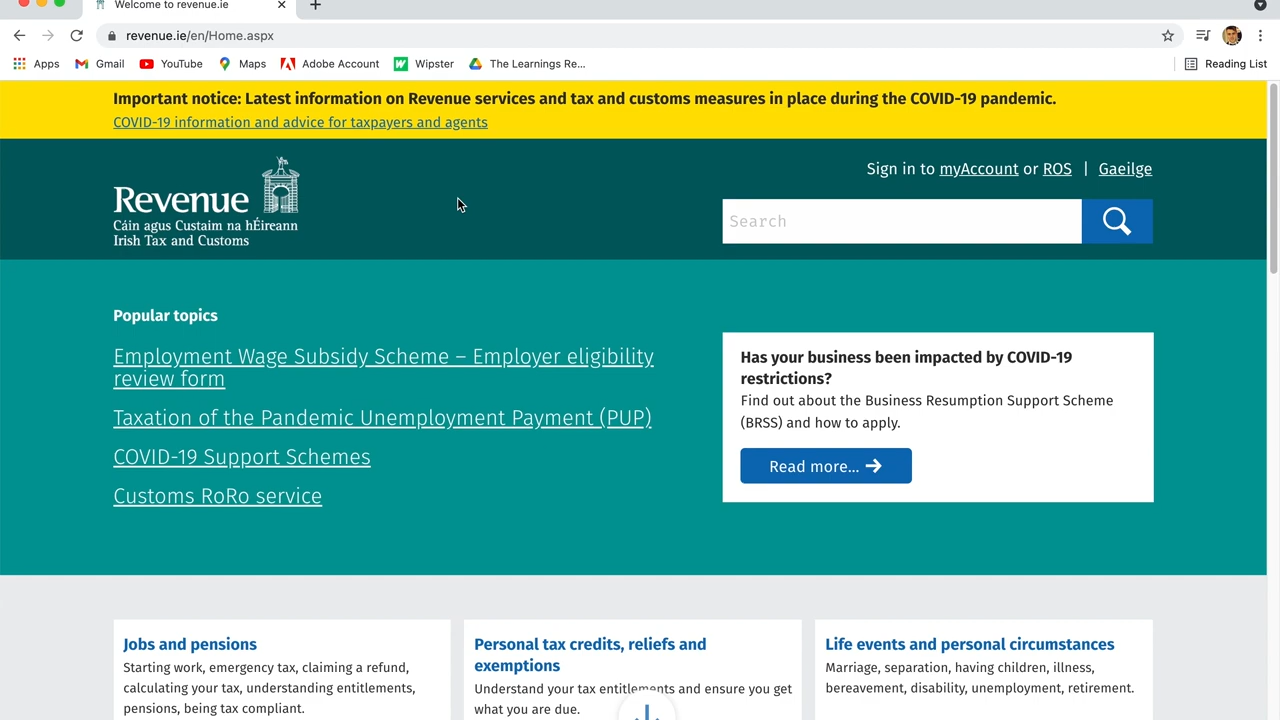 Welcome to revenue.ie
revenue.ie/en/Home.aspx
Apps Gmail YouTube Maps Adobe Account Wipster The Learnings Re... Reading List
Important notice: Latest information on Revenue services and tax and customs measures in place during the COVID-19 pandemic.
COVID-19 information and advice for taxpayers and agents
Sign in to myAccount or ROS | Gaeilge
Revenue
Cáin agus Custaim na hÉireann
Irish Tax and Customs
Search
Popular topics
Employment Wage Subsidy Scheme – Employer eligibility
review form
Taxation of the Pandemic Unemployment Payment (PUP)
COVID-19 Support Schemes
Customs RoRo service
Has your business been impacted by COVID-19
restrictions?
Find out about the Business Resumption Support Scheme
(BRSS) and how to apply.
Read more...
Jobs and pensions
Starting work, emergency tax, claiming a refund,
calculating your tax, understanding entitlements,
pensions, being tax compliant.
Personal tax credits, reliefs and
exemptions
Understand your tax entitlements and ensure you get
what you are due.
Life events and personal circumstances
Marriage, separation, having children, illness,
bereavement, disability, unemployment, retirement.